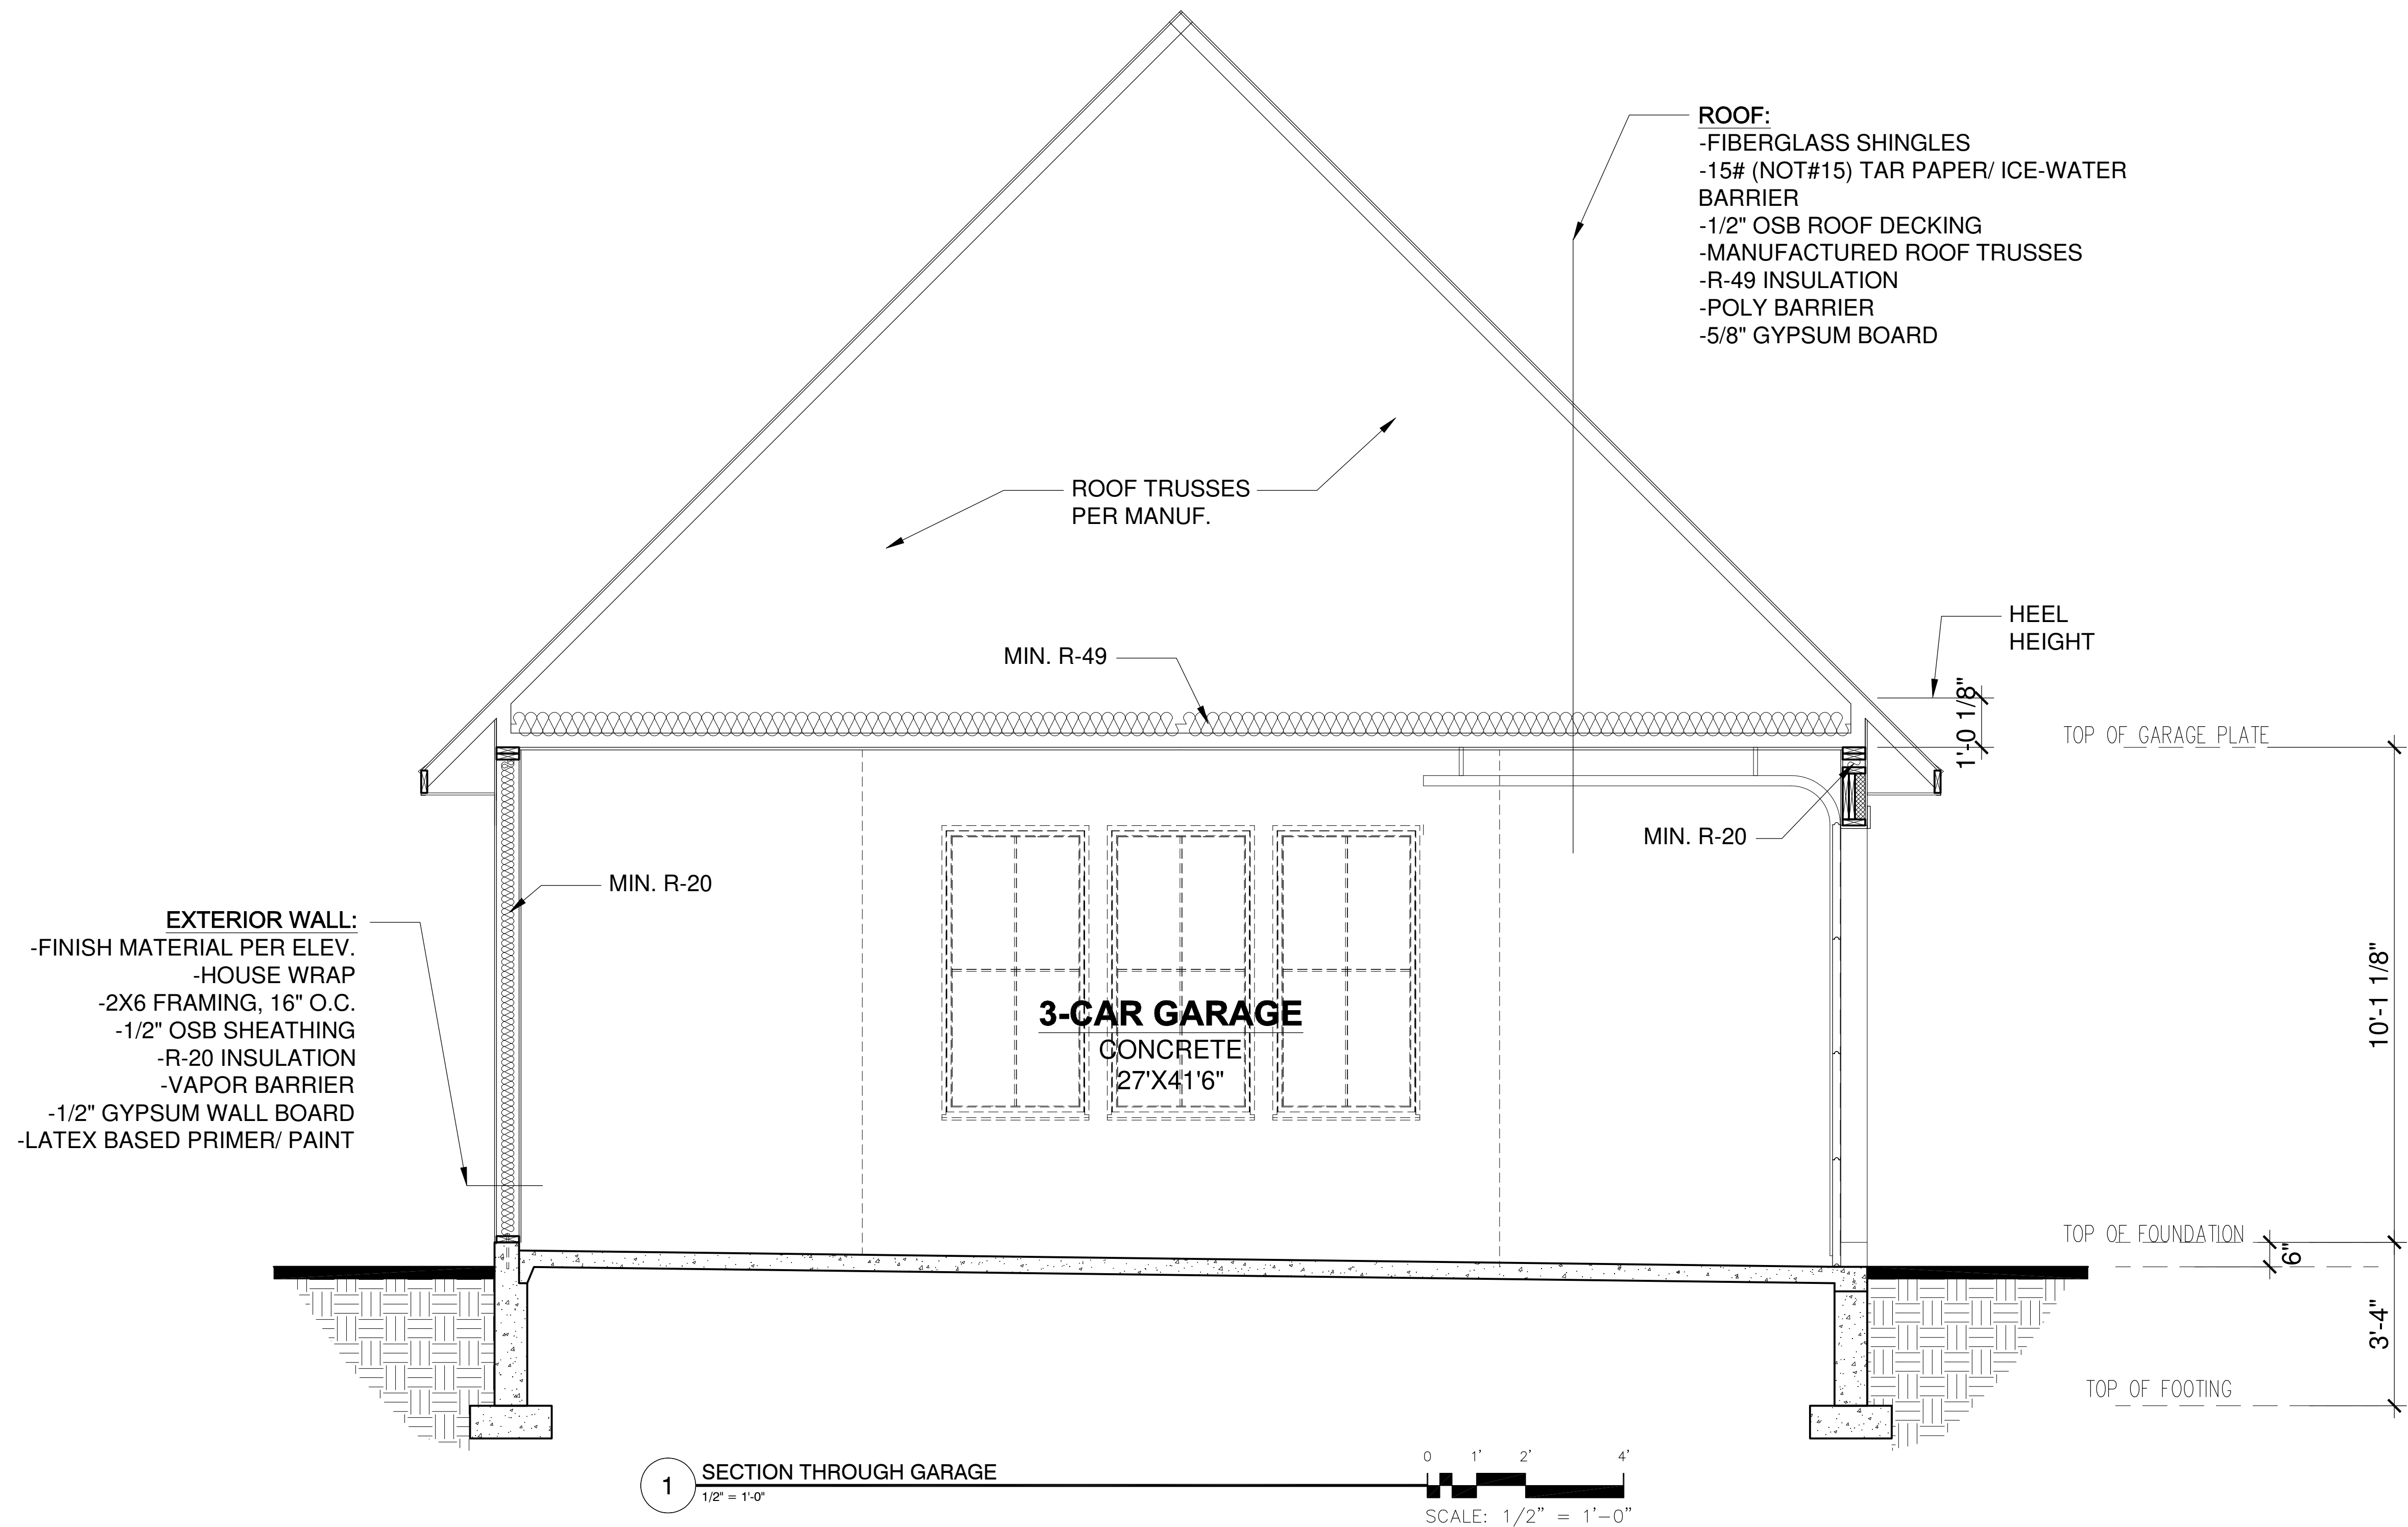 ROOF:
-FIBERGLASS SHINGLES
-15# (NOT#15) TAR PAPER/ ICE-WATER
BARRIER
-1/2" OSB ROOF DECKING
-MANUFACTURED ROOF TRUSSES
-R-49 INSULATION
-POLY BARRIER
-5/8" GYPSUM BOARD
ROOF TRUSSES
PER MANUF.
HEEL
HEIGHT
MIN. R-49
1'-0 1/8"
TOP OF GARAGE PLATE
MIN. R-20
MIN. R-20
EXTERIOR WALL:
-FINISH MATERIAL PER ELEV.
-HOUSE WRAP
-2X6 FRAMING, 16" O.C.
-1/2" OSB SHEATHING
-R-20 INSULATION
-VAPOR BARRIER
-1/2" GYPSUM WALL BOARD
-LATEX BASED PRIMER/ PAINT
3-CAR GARAGE
CONCRETE
27'X41'6"
10'-1 1/8"
TOP OF FOUNDATION
6"
3'-4"
TOP OF FOOTING
1
SECTION THROUGH GARAGE
1/2" = 1'-0"
0 1' 2' 4'
SCALE: 1/2" = 1'-0"